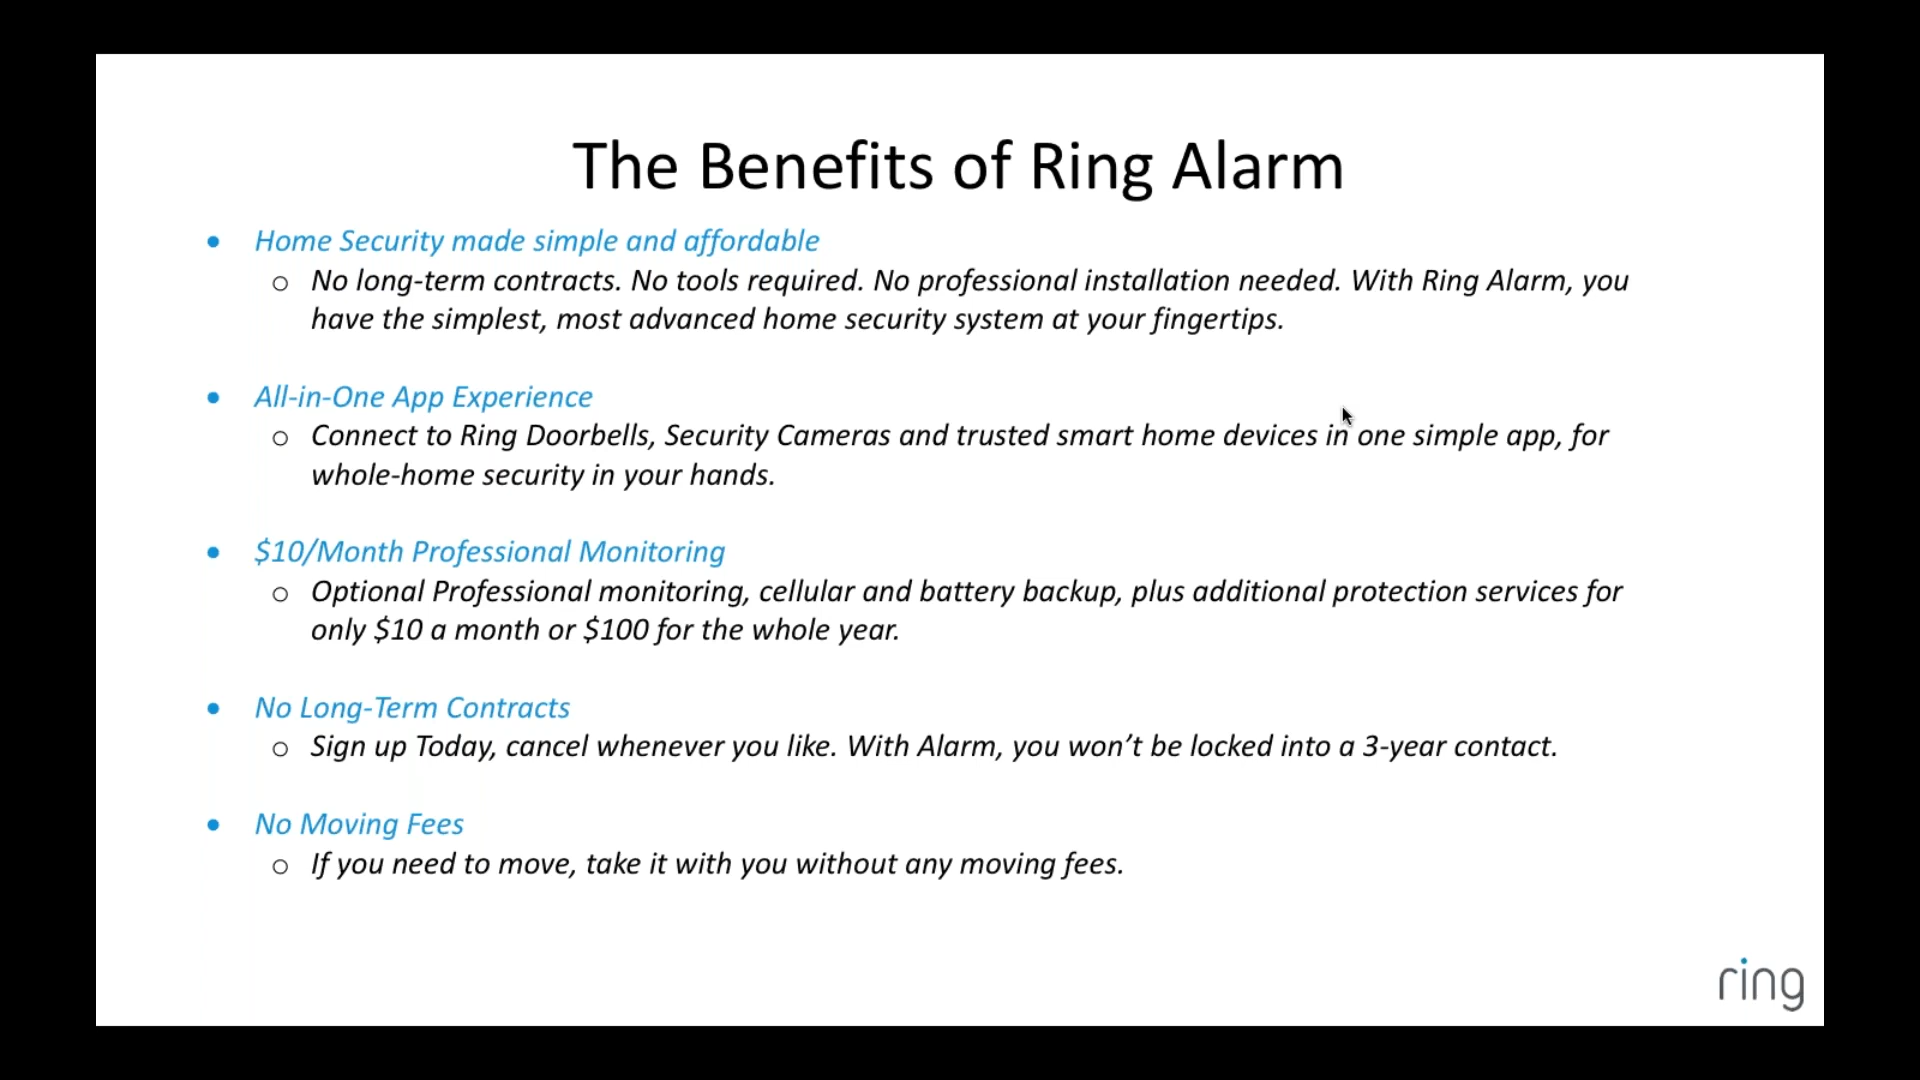 The Benefits of Ring Alarm
• Home Security made simple and affordable
o No long-term contracts. No tools required. No professional installation needed. With Ring Alarm, you
have the simplest, most advanced home security system at your fingertips.
• All-in-One App Experience
o Connect to Ring Doorbells, Security Cameras and trusted smart home devices in one simple app, for
whole-home security in your hands.
• $10/Month Professional Monitoring
o Optional Professional monitoring, cellular and battery backup, plus additional protection services for
only $10 a month or $100 for the whole year.
• No Long-Term Contracts
o Sign up Today, cancel whenever you like. With Alarm, you won’t be locked into a 3-year contact.
• No Moving Fees
o If you need to move, take it with you without any moving fees.
ring